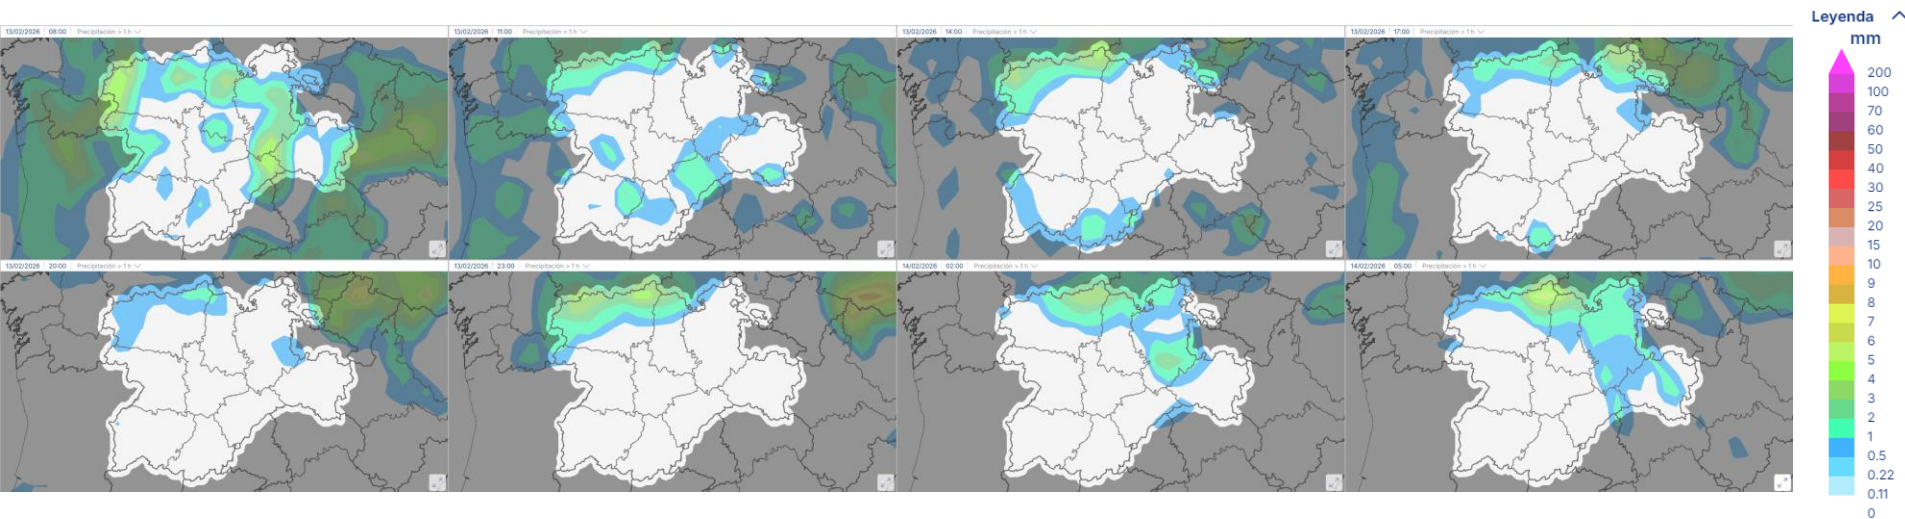 Leyenda
mm
13/02/2026 08:00 Precipitación > 1 h
13/02/2026 11:00 Precipitación > 1 h
13/02/2026 14:00 Precipitación > 1 h
13/02/2026 17:00 Precipitación > 1 h
13/02/2026 20:00 Precipitación > 1 h
13/02/2026 23:00 Precipitación > 1 h
14/02/2026 02:00 Precipitación > 1 h
14/02/2026 05:00 Precipitación > 1 h
200
100
70
60
50
40
30
25
20
15
10
9
8
7
6
5
4
3
2
1
0.5
0.22
0.11
0